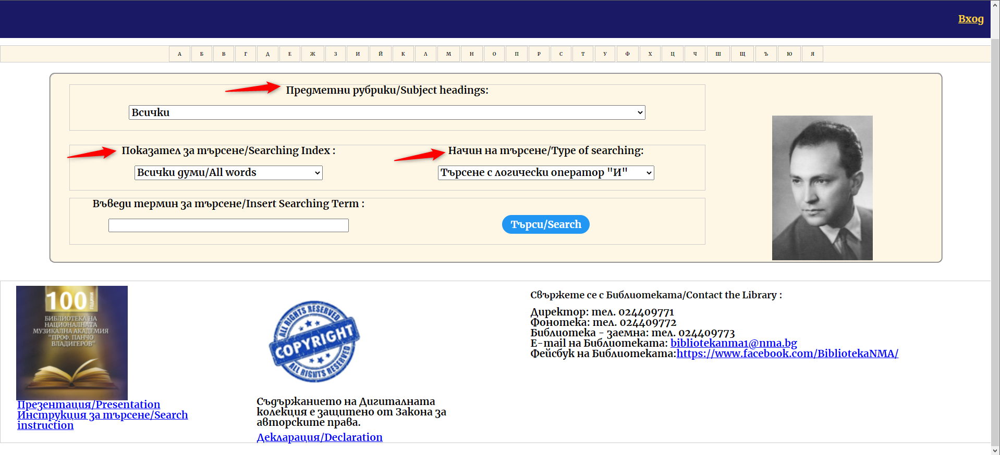 Вход
А Б В Г Д Е Ж З И Й К Л М Н О П Р С Т У Ф Х Ц Ч Ш Щ Ъ Ю Я
Предметни рубрики/Subject headings:
Всички
Показател за търсене/Searching Index :
Всички думи/All words
Начин на търсене/Type of searching:
Търсене с логически оператор "И"
Въведи термин за търсене/Insert Searching Term :
Търси/Search
100
ГОДИНИ
БИБЛИОТЕКА НА
НАЦИОНАЛНАТА
МУЗИКАЛНА АКАДЕМИЯ
"ПРОФ. ПАНЧО
ВЛАДИГЕРОВ"
Презентация/Presentation
Инструкция за търсене/Search
instruction
ALL RIGHTS RESERVED
COPYRIGHT
ALL RIGHTS RESERVED
Съдържанието на Дигиталната
колекция е защитено от Закона за
авторските права.
Декларация/Declaration
Свържете се с Библиотеката/Contact the Library :
Директор: тел. 024409771
Фонотека: тел. 024409772
Библиотека - заемна: тел. 024409773
E-mail на Библиотеката: bibliotekanma1@nma.bg
Фейсбук на Библиотеката:https://www.facebook.com/BibliotekaNMA/